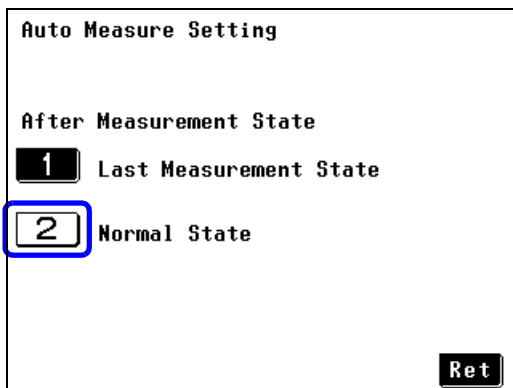 Auto Measure Setting
After Measurement State
1 Last Measurement State
2 Normal State
Ret